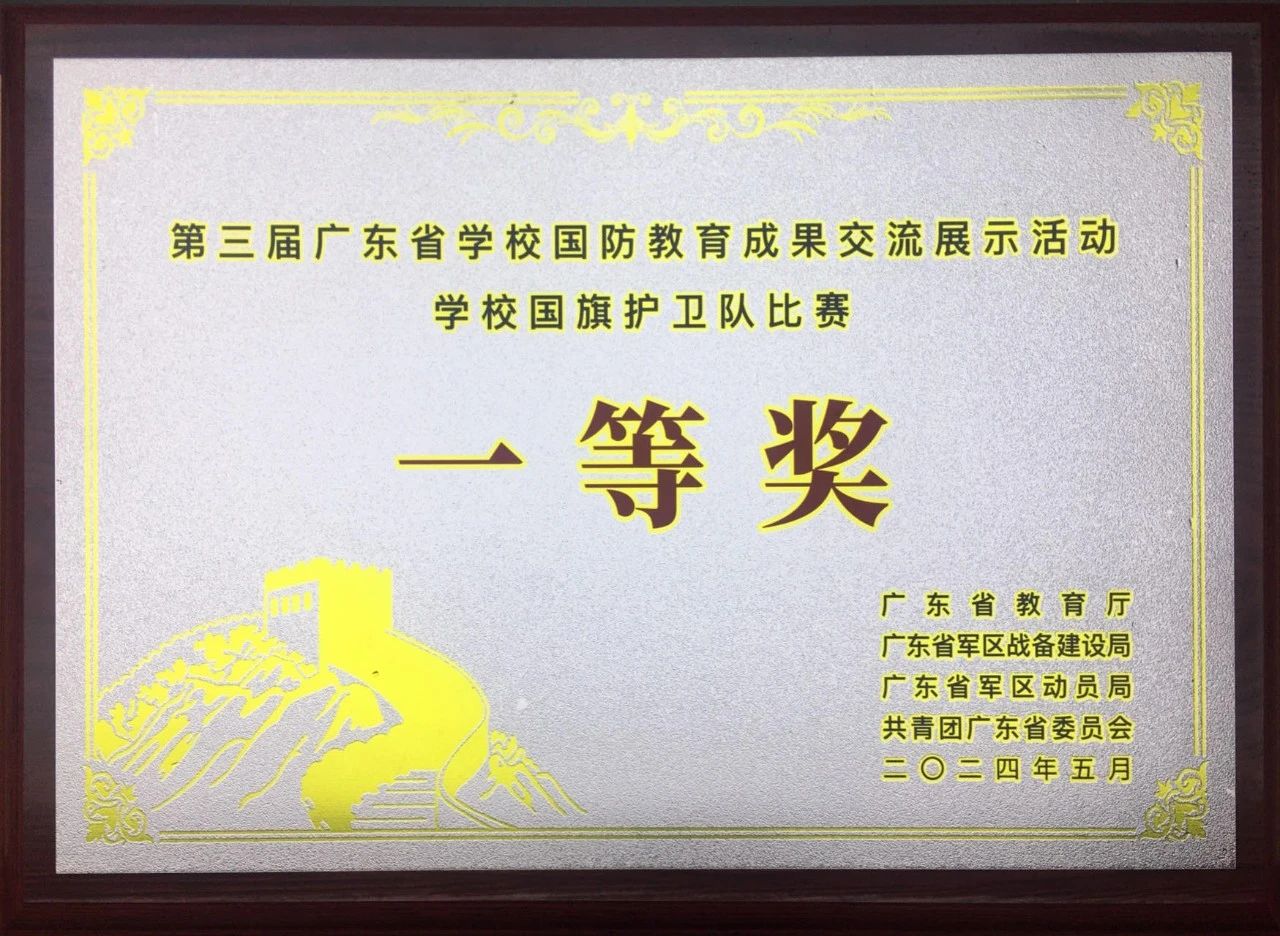 第三届广东省学校国防教育成果交流展示活动
学校国旗护卫队比赛
一等奖
广东省教育厅
广东省军区战备建设局
广东省军区动员局
共青团广东省委员会
二〇二四年五月